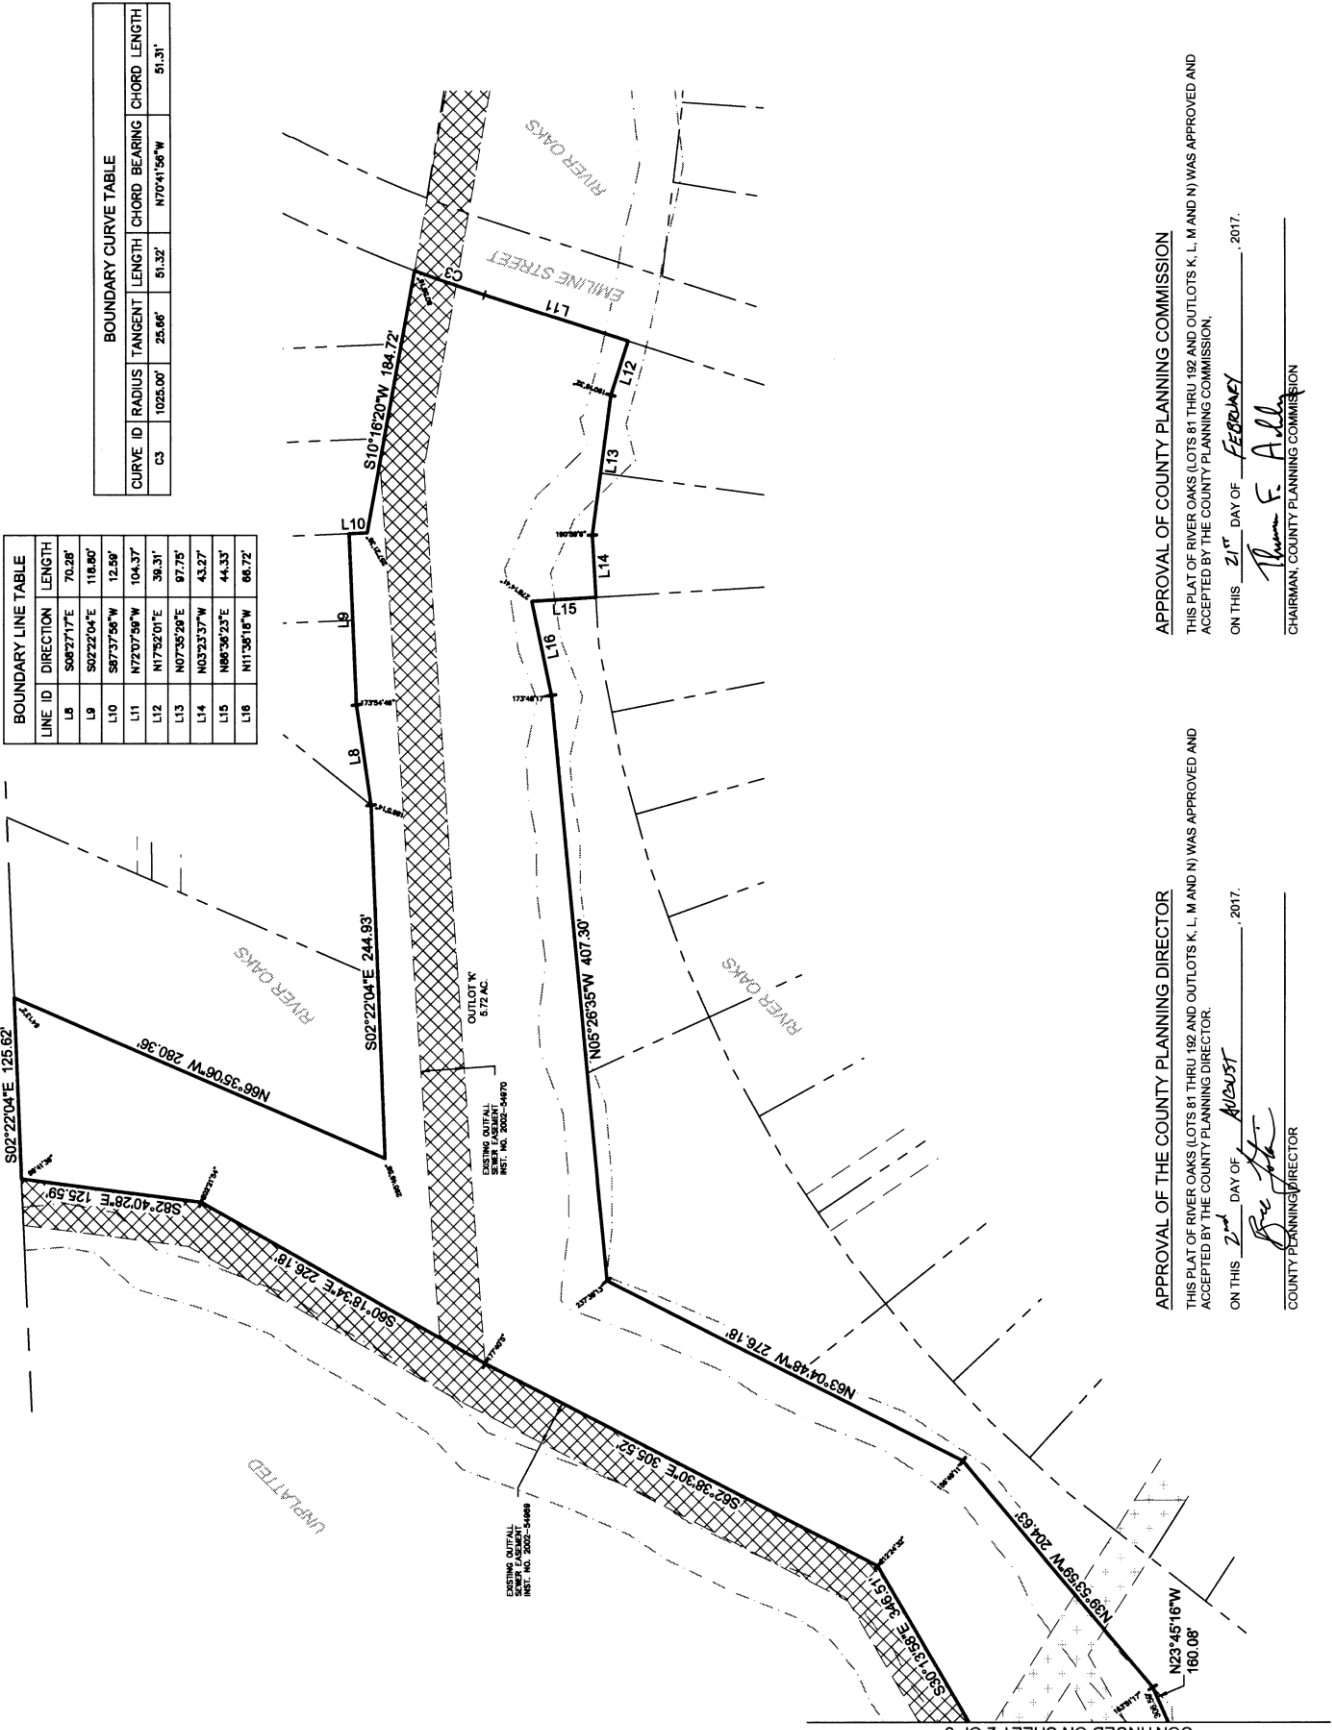 BOUNDARY LINE TABLE
LINE ID DIRECTION LENGTH
L8 S08°27'17"E 70.28'
L9 S02°22'04"E 118.80'
L10 S87°37'56"W 12.59'
L11 N72°07'59"W 104.37'
L12 N17°52'01"E 39.31'
L13 N07°35'29"E 97.75'
L14 N03°23'37"W 43.27'
L15 N86°36'23"E 44.33'
L16 N11°38'18"W 66.72'
BOUNDARY CURVE TABLE
CURVE ID RADIUS TANGENT LENGTH CHORD BEARING CHORD LENGTH
C3 1025.00' 25.66' 51.32' N70°41'56"W 51.31'
S02°22'04"E 125.62'
N66°35'06"W 280.36'
S82°40'28"E 125.59'
S60°18'34"E 226.18'
S62°38'30"E 305.52'
S30°13'58"E 346.51'
S02°22'04"E 244.93'
L8
L9
L10
S10°16'20"W 184.72'
C3
L11
L12
L13
L14
L15
L16
N05°26'35"W 407.30'
N63°04'48"W 276.18'
N39°53'59"W 204.63'
N23°45'16"W
160.08'
RIVER OAKS
RIVER OAKS
RIVER OAKS
EMILINE STREET
UNPLATTED
OUTLOT 'K'
5.72 AC.
EXISTING OUTFALL
SEWER EASEMENT
INST. NO. 2002-54970
EXISTING OUTFALL
SEWER EASEMENT
INST. NO. 2002-54969
173°54'46"
173°48'17"
APPROVAL OF THE COUNTY PLANNING DIRECTOR
THIS PLAT OF RIVER OAKS (LOTS 81 THRU 192 AND OUTLOTS K, L, M AND N) WAS APPROVED AND
ACCEPTED BY THE COUNTY PLANNING DIRECTOR.
ON THIS 2nd DAY OF AUGUST, 2017.
COUNTY PLANNING DIRECTOR
APPROVAL OF COUNTY PLANNING COMMISSION
THIS PLAT OF RIVER OAKS (LOTS 81 THRU 192 AND OUTLOTS K, L, M AND N) WAS APPROVED AND
ACCEPTED BY THE COUNTY PLANNING COMMISSION.
ON THIS 21st DAY OF FEBRUARY, 2017.
CHAIRMAN, COUNTY PLANNING COMMISSION